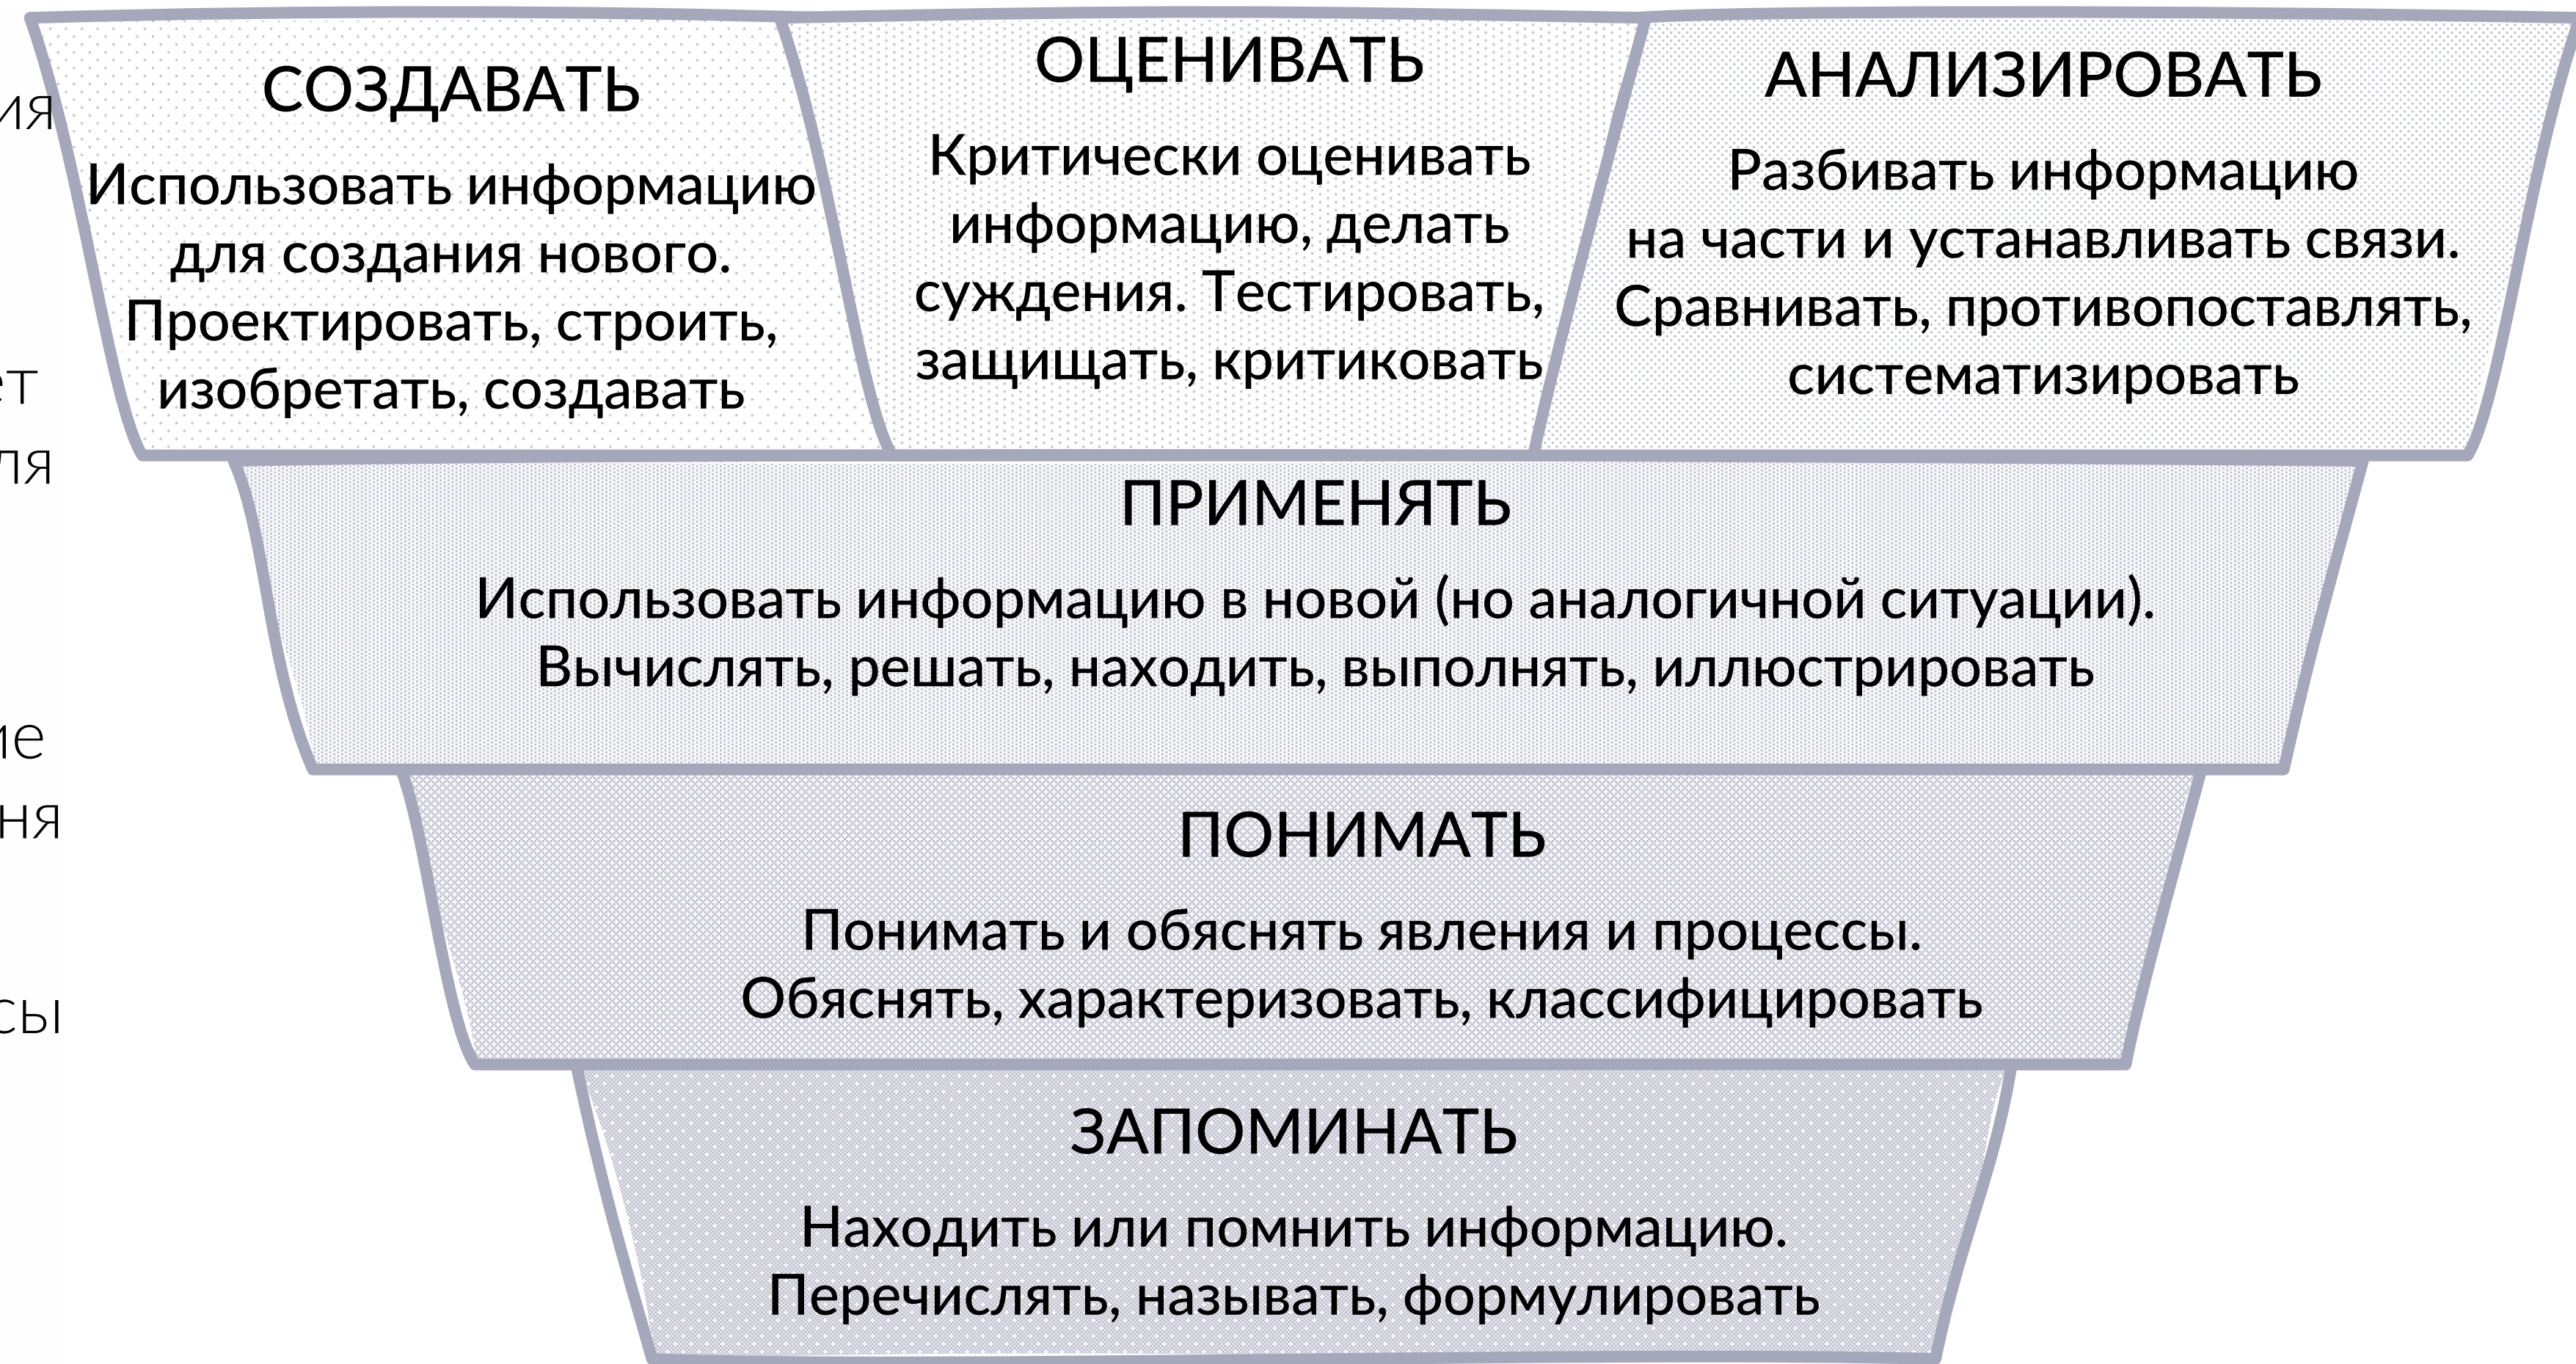 СОЗДАВАТЬ
Использовать информацию
для создания нового.
Проектировать, строить,
изобретать, создавать
ОЦЕНИВАТЬ
Критически оценивать
информацию, делать
суждения. Тестировать,
защищать, критиковать
АНАЛИЗИРОВАТЬ
Разбивать информацию
на части и устанавливать связи.
Сравнивать, противопоставлять,
систематизировать
ПРИМЕНЯТЬ
Использовать информацию в новой (но аналогичной ситуации).
Вычислять, решать, находить, выполнять, иллюстрировать
ПОНИМАТЬ
Понимать и обяснять явления и процессы.
Обяснять, характеризовать, классифицировать
ЗАПОМИНАТЬ
Находить или помнить информацию.
Перечислять, называть, формулировать